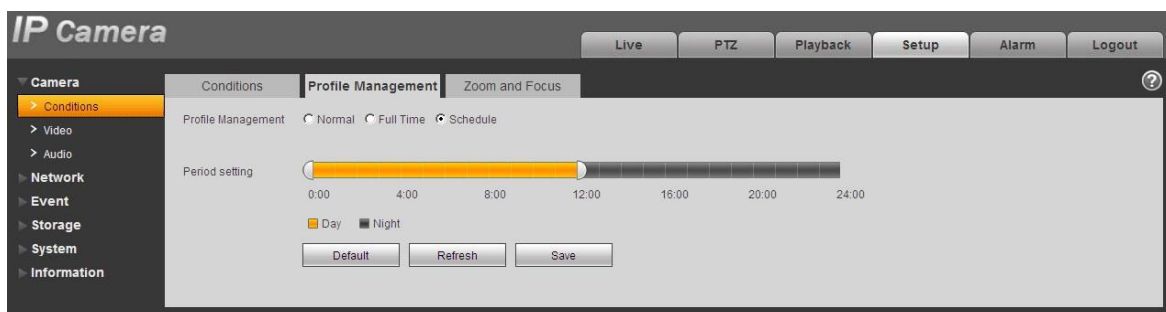 IP Camera
Live
PTZ
Playback
Setup
Alarm
Logout
Camera
Conditions
Video
Audio
Network
Event
Storage
System
Information
Conditions
Profile Management
Zoom and Focus
?
Profile Management
Normal
Full Time
Schedule
Period setting
0:00
4:00
8:00
12:00
16:00
20:00
24:00
Day
Night
Default
Refresh
Save